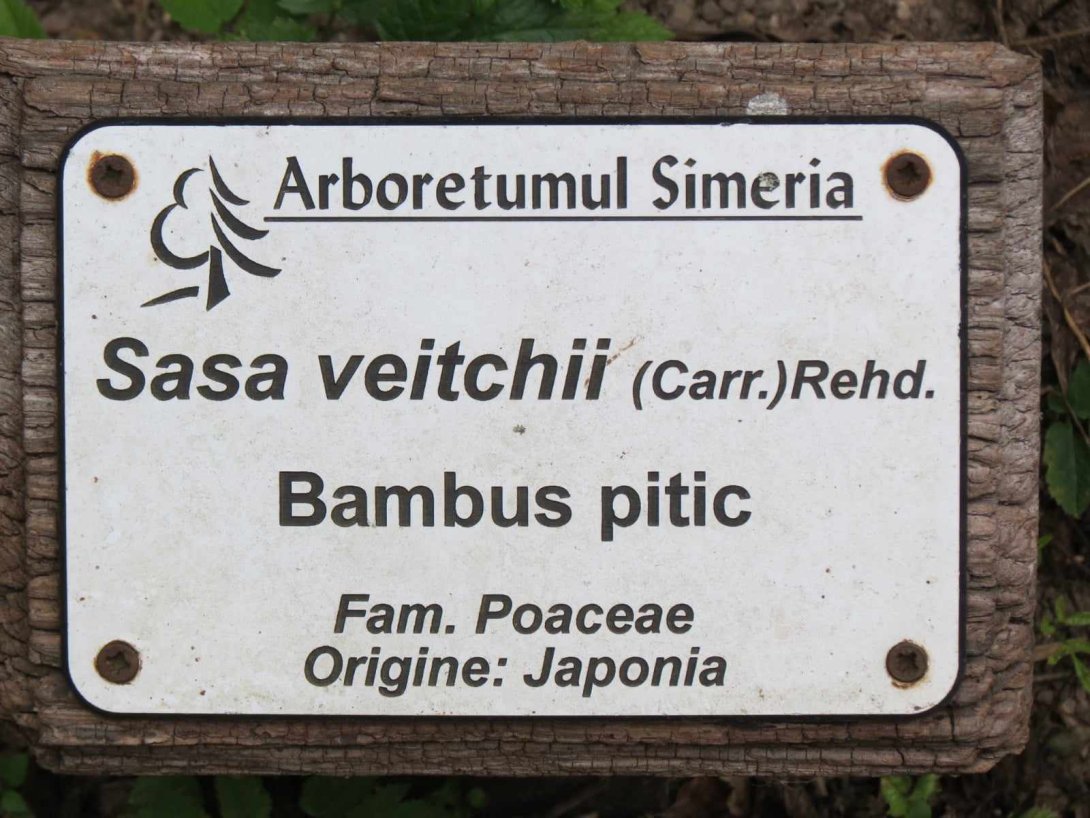 Arboretumul Simeria
Sasa veitchii (Carr.)Rehd.
Bambus pitic
Fam. Poaceae
Origine: Japonia